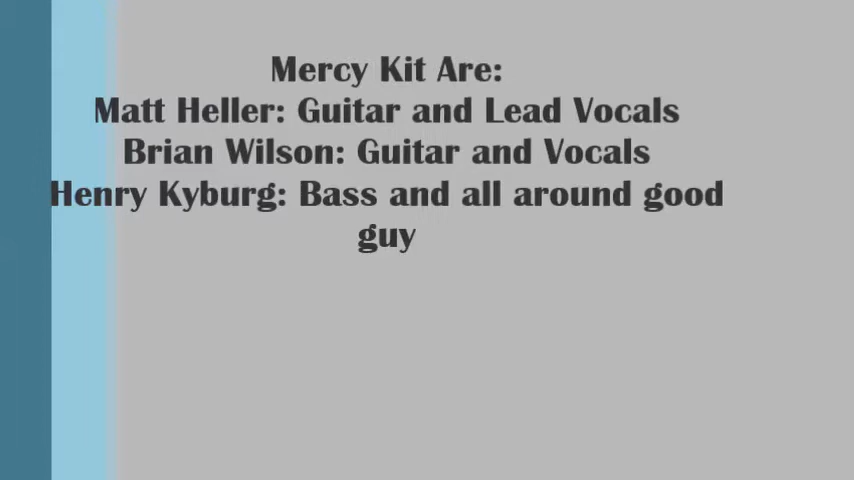 Mercy Kit Are:
Matt Heller: Guitar and Lead Vocals
Brian Wilson: Guitar and Vocals
Henry Kyburg: Bass and all around good
guy